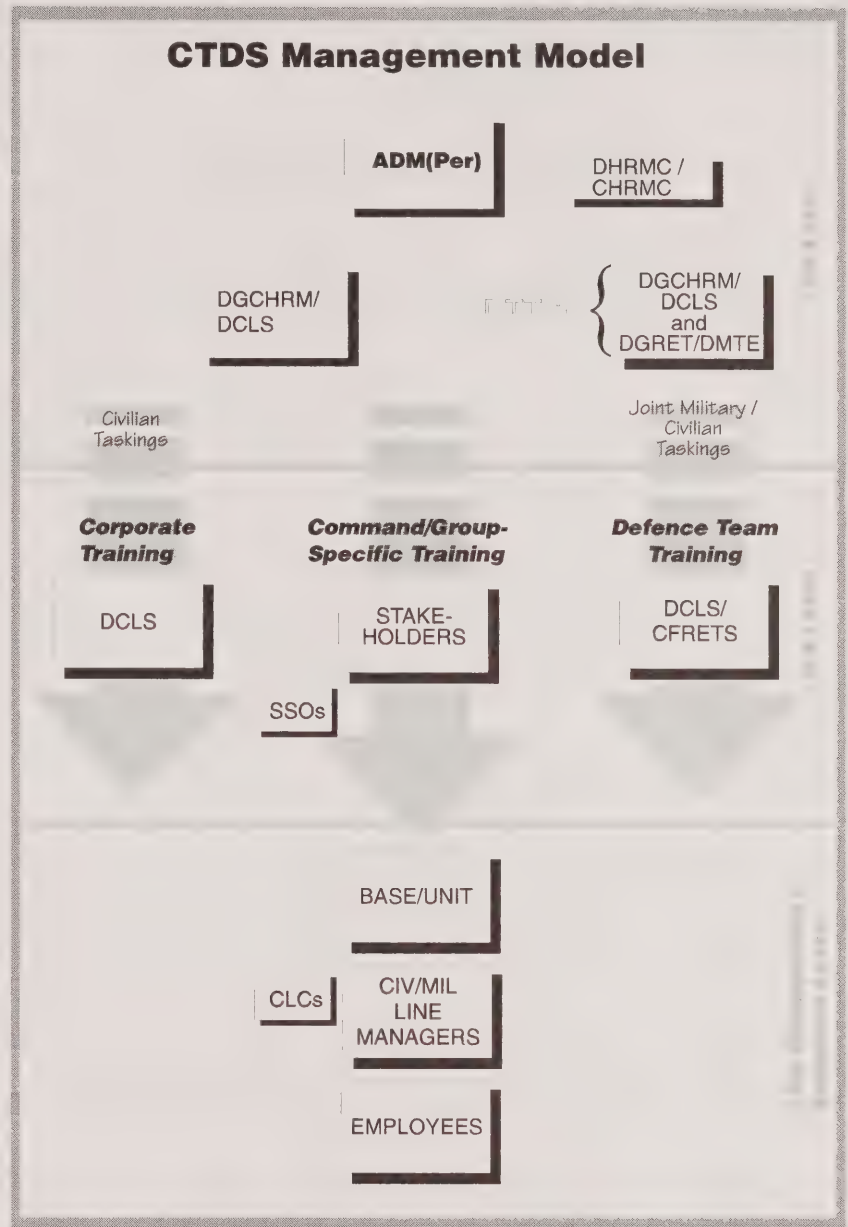 CTDS Management Model
ADM(Per)
DHRMC /
CHRMC
DGCHRM/
DCLS
DGCHRM/
DCLS
and
DGRET/DMTE
Civilian
Taskings
Joint Military /
Civilian
Taskings
Corporate
Training
Command/Group-
Specific Training
Defence Team
Training
DCLS
STAKE-
HOLDERS
DCLS/
CFRETS
SSOs
BASE/UNIT
CLCs
CIV/MIL
LINE
MANAGERS
EMPLOYEES